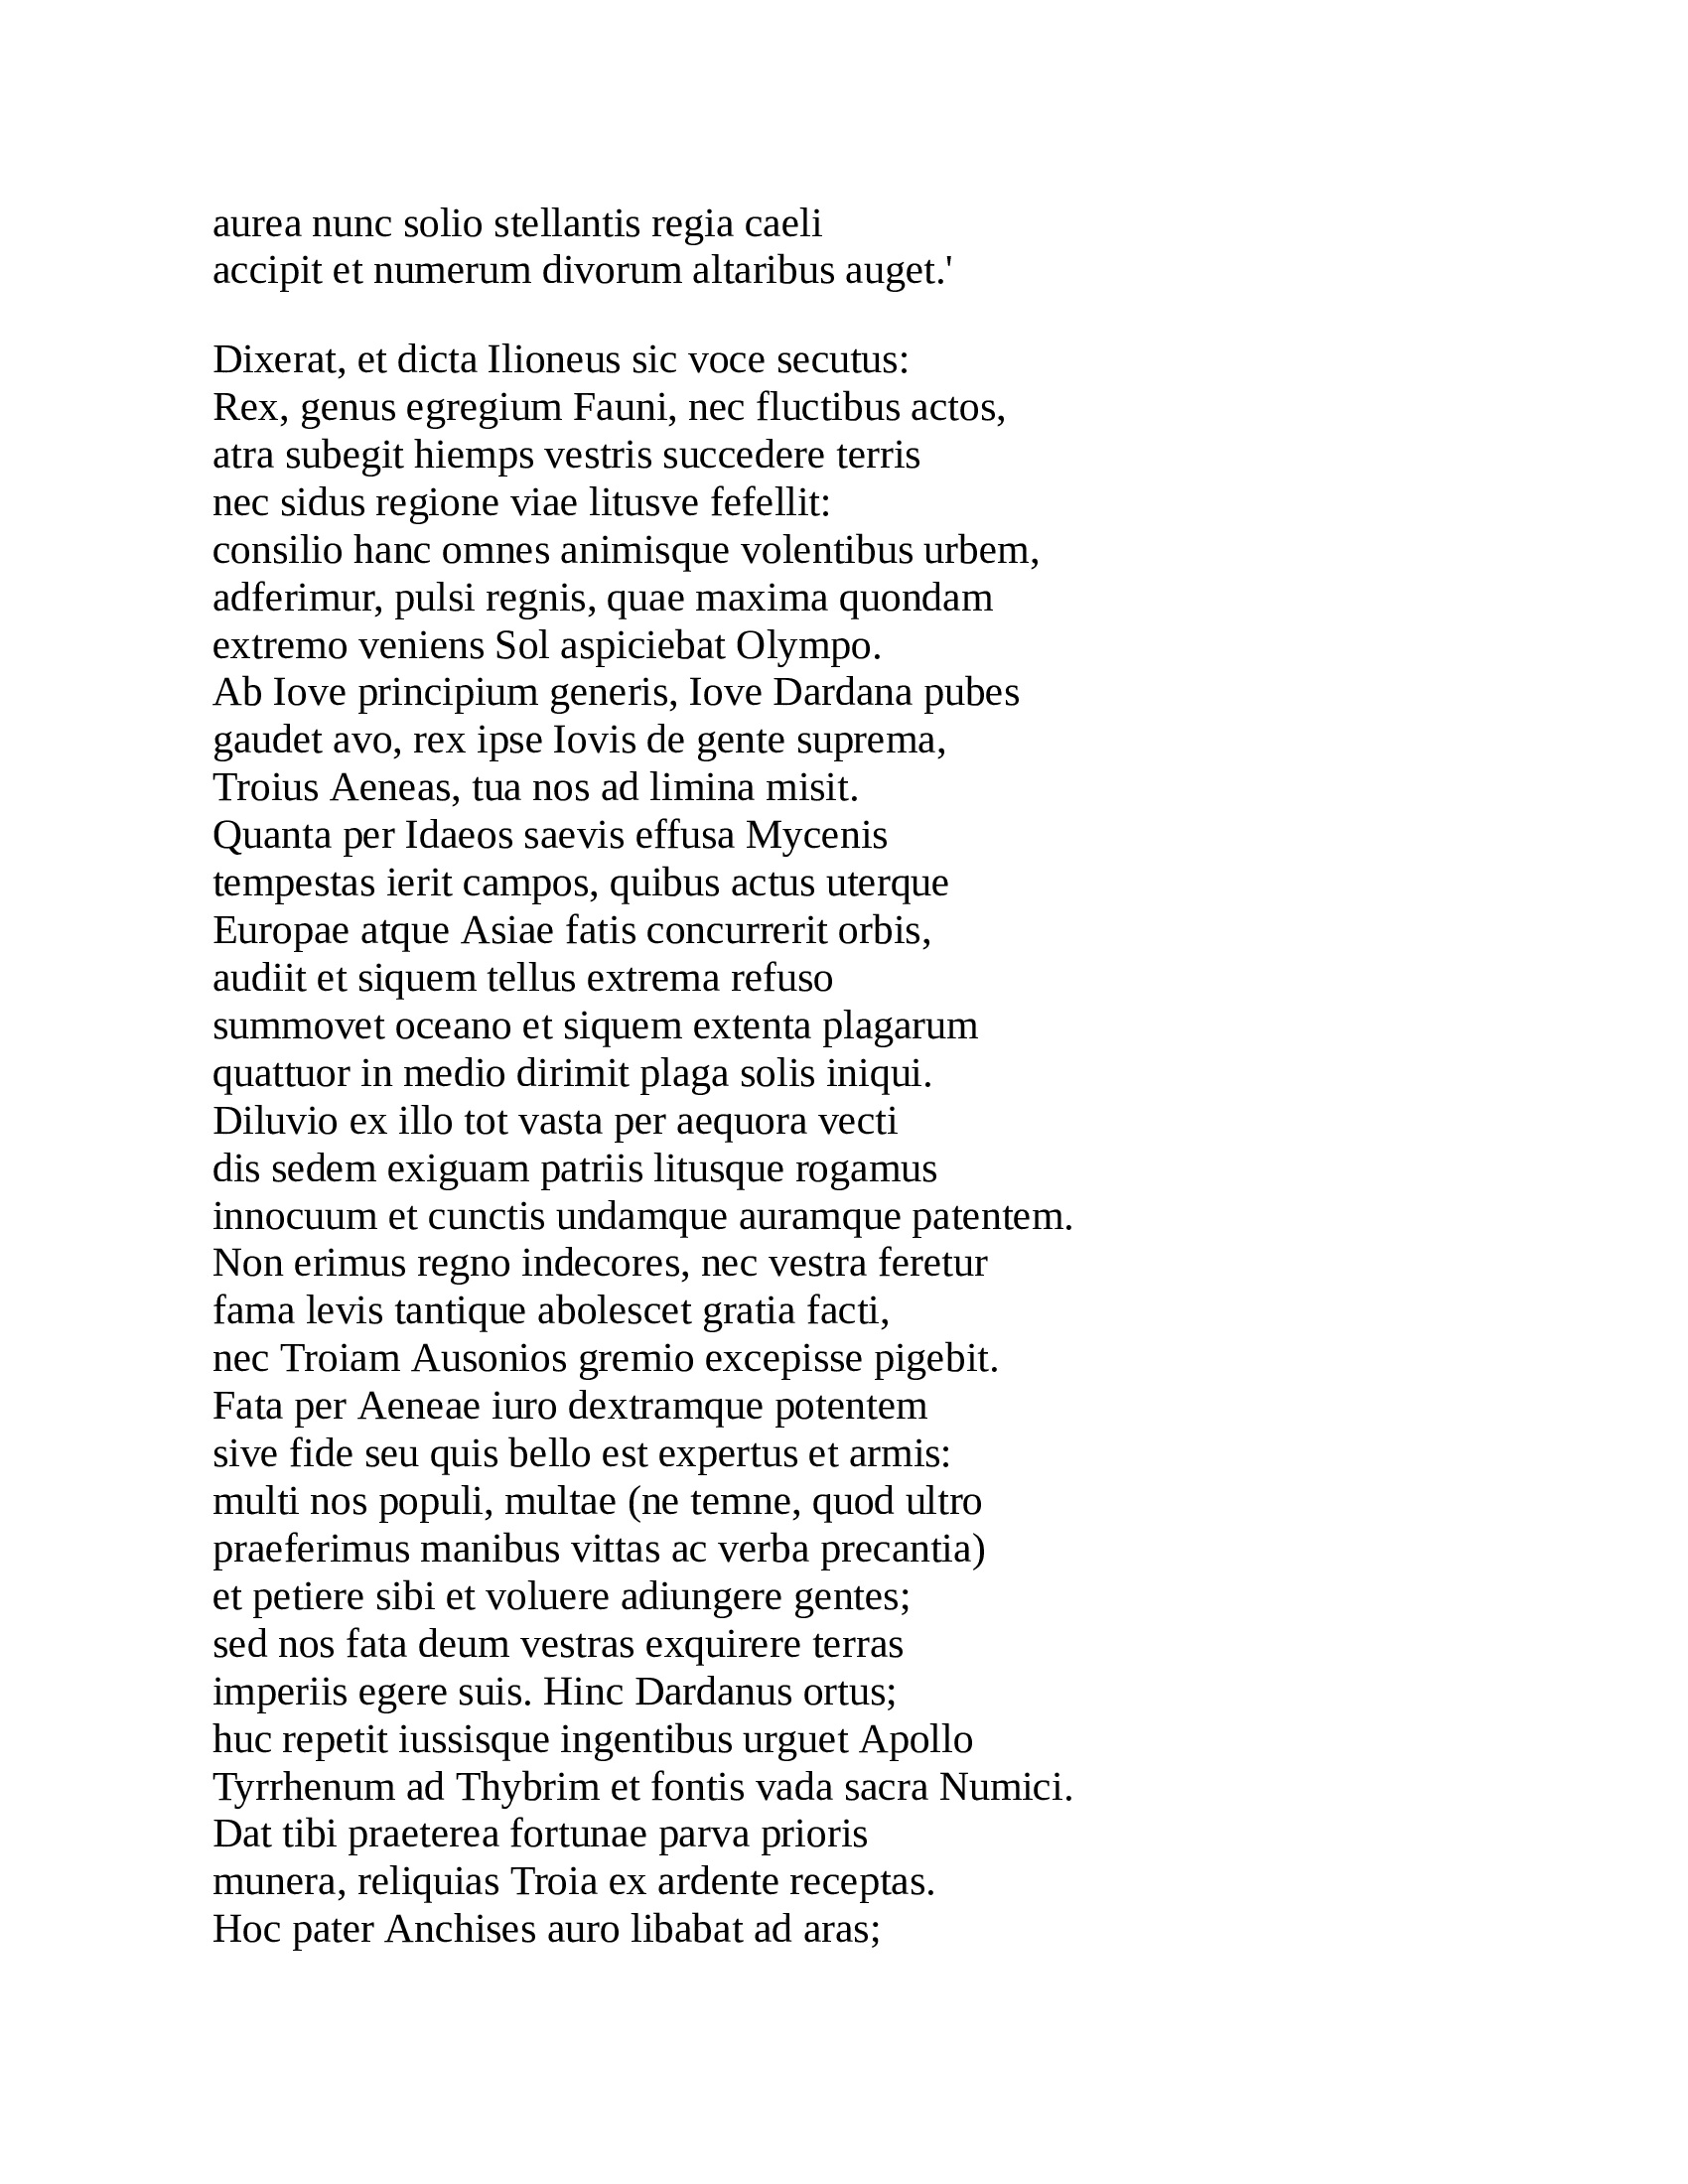 aurea nunc solio stellantis regia caeli
accipit et numerum divorum altaribus auget.'
Dixerat, et dicta Ilioneus sic voce secutus:
Rex, genus egregium Fauni, nec fluctibus actos,
atra subegit hiemps vestris succedere terris
nec sidus regione viae litusve fefellit:
consilio hanc omnes animisque volentibus urbem,
adferimur, pulsi regnis, quae maxima quondam
extremo veniens Sol aspiciebat Olympo.
Ab Iove principium generis, Iove Dardana pubes
gaudet avo, rex ipse Iovis de gente suprema,
Troius Aeneas, tua nos ad limina misit.
Quanta per Idaeos saevis effusa Mycenis
tempestas ierit campos, quibus actus uterque
Europae atque Asiae fatis concurrerit orbis,
audiit et siquem tellus extrema refuso
summovet oceano et siquem extenta plagarum
quattuor in medio dirimit plaga solis iniqui.
Diluvio ex illo tot vasta per aequora vecti
dis sedem exiguam patriis litusque rogamus
innocuum et cunctis undamque auramque patentem.
Non erimus regno indecores, nec vestra feretur
fama levis tantique abolescet gratia facti,
nec Troiam Ausonios gremio excepisse pigebit.
Fata per Aeneae iuro dextramque potentem
sive fide seu quis bello est expertus et armis:
multi nos populi, multae (ne temne, quod ultro
praeferimus manibus vittas ac verba precantia)
et petiere sibi et voluere adiungere gentes;
sed nos fata deum vestras exquirere terras
imperiis egere suis. Hinc Dardanus ortus;
huc repetit iussisque ingentibus urguet Apollo
Tyrrhenum ad Thybrim et fontis vada sacra Numici.
Dat tibi praeterea fortunae parva prioris
munera, reliquias Troia ex ardente receptas.
Hoc pater Anchises auro libabat ad aras;